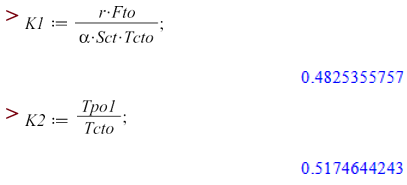 > K1 := r·Fto / α·Sct·Tcto ;
0.4825355757
> K2 := Tpo1 / Tcto ;
0.5174644243